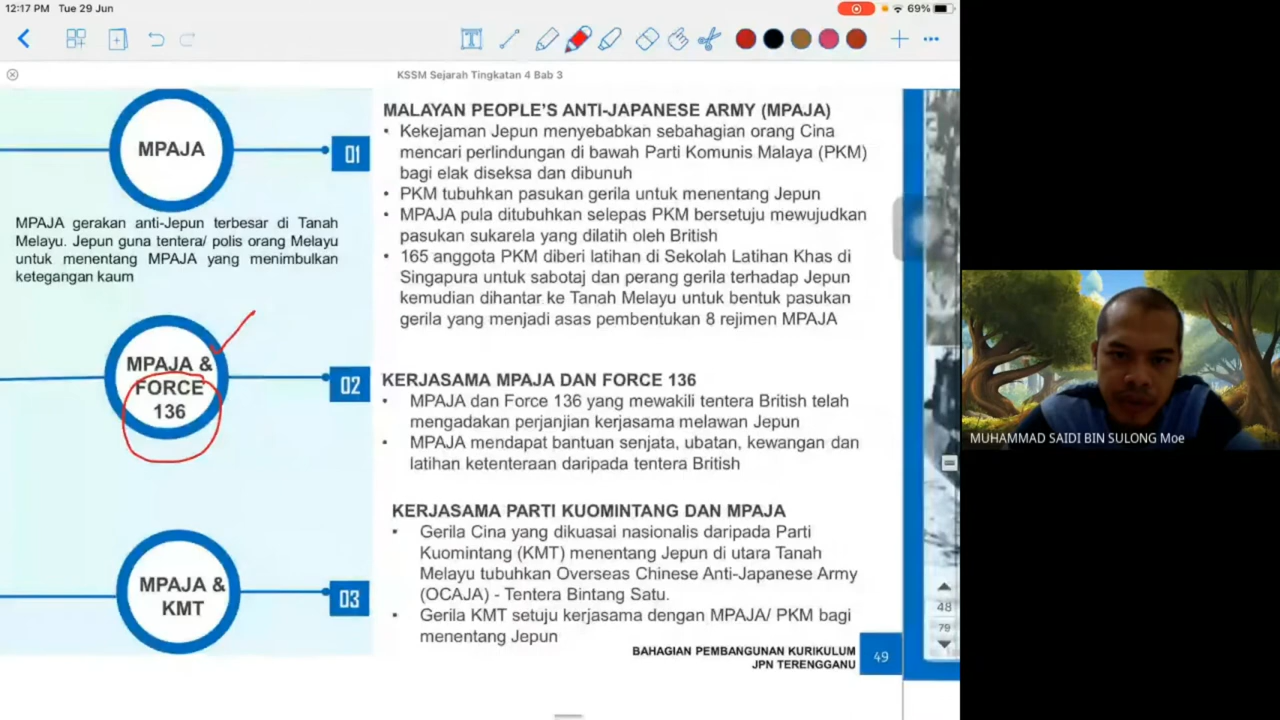 12:17 PM Tue 29 Jun
69%
KSSM Sejarah Tingkatan 4 Bab 3
MPAJA
01
MPAJA gerakan anti-Jepun terbesar di Tanah
Melayu. Jepun guna tentera/ polis orang Melayu
untuk menentang MPAJA yang menimbulkan
ketegangan kaum
MALAYAN PEOPLE'S ANTI-JAPANESE ARMY (MPAJA)
• Kekejaman Jepun menyebabkan sebahagian orang Cina
mencari perlindungan di bawah Parti Komunis Malaya (PKM)
bagi elak diseksa dan dibunuh
• PKM tubuhkan pasukan gerila untuk menentang Jepun
• MPAJA pula ditubuhkan selepas PKM bersetuju mewujudkan
pasukan sukarela yang dilatih oleh British
• 165 anggota PKM diberi latihan di Sekolah Latihan Khas di
Singapura untuk sabotaj dan perang gerila terhadap Jepun
kemudian dihantar ke Tanah Melayu untuk bentuk pasukan
gerila yang menjadi asas pembentukan 8 rejimen MPAJA
MPAJA &
FORCE
136
02
KERJASAMA MPAJA DAN FORCE 136
• MPAJA dan Force 136 yang mewakili tentera British telah
mengadakan perjanjian kerjasama melawan Jepun
• MPAJA mendapat bantuan senjata, ubatan, kewangan dan
latihan ketenteraan daripada tentera British
MPAJA &
KMT
03
KERJASAMA PARTI KUOMINTANG DAN MPAJA
• Gerila Cina yang dikuasai nasionalis daripada Parti
Kuomintang (KMT) menentang Jepun di utara Tanah
Melayu tubuhkan Overseas Chinese Anti-Japanese Army
(OCAJA) - Tentera Bintang Satu.
• Gerila KMT setuju kerjasama dengan MPAJA/ PKM bagi
menentang Jepun
BAHAGIAN PEMBANGUNAN KURIKULUM
JPN TERENGGANU
49
48
79
MUHAMMAD SAIDI BIN SULONG Moe